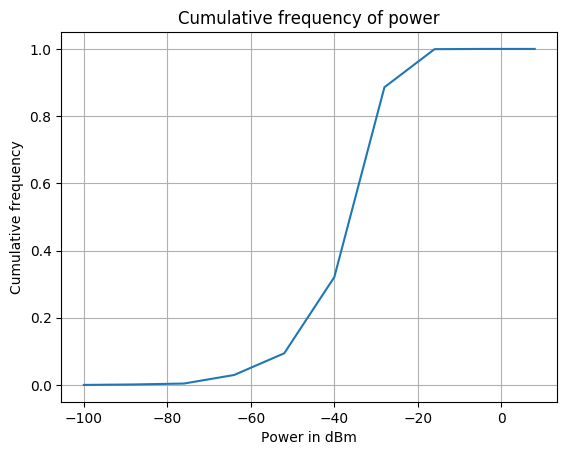 Cumulative frequency of power
1.0
0.8
0.6
0.4
0.2
0.0
Cumulative frequency
−100 −80 −60 −40 −20 0
Power in dBm